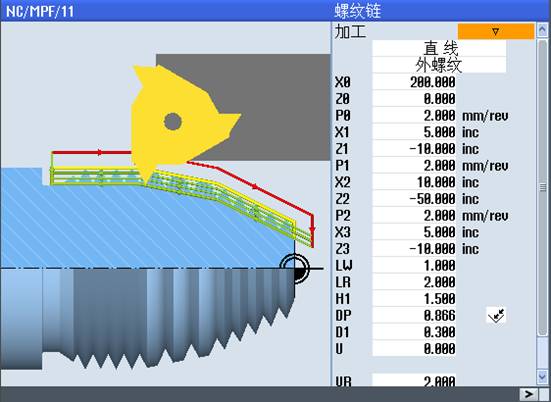 NC/MPF/11
螺纹链
加工 ▽
直线
外螺纹
X0 200.000
Z0 0.000
P0 2.000 mm/rev
X1 5.000 inc
Z1 -10.000 inc
P1 2.000 mm/rev
X2 10.000 inc
Z2 -50.000 inc
P2 2.000 mm/rev
X3 5.000 inc
Z3 -10.000 inc
LW 1.000
LR 2.000
H1 1.500
DP 0.866
D1 0.300
U 0.000
VR 2.000